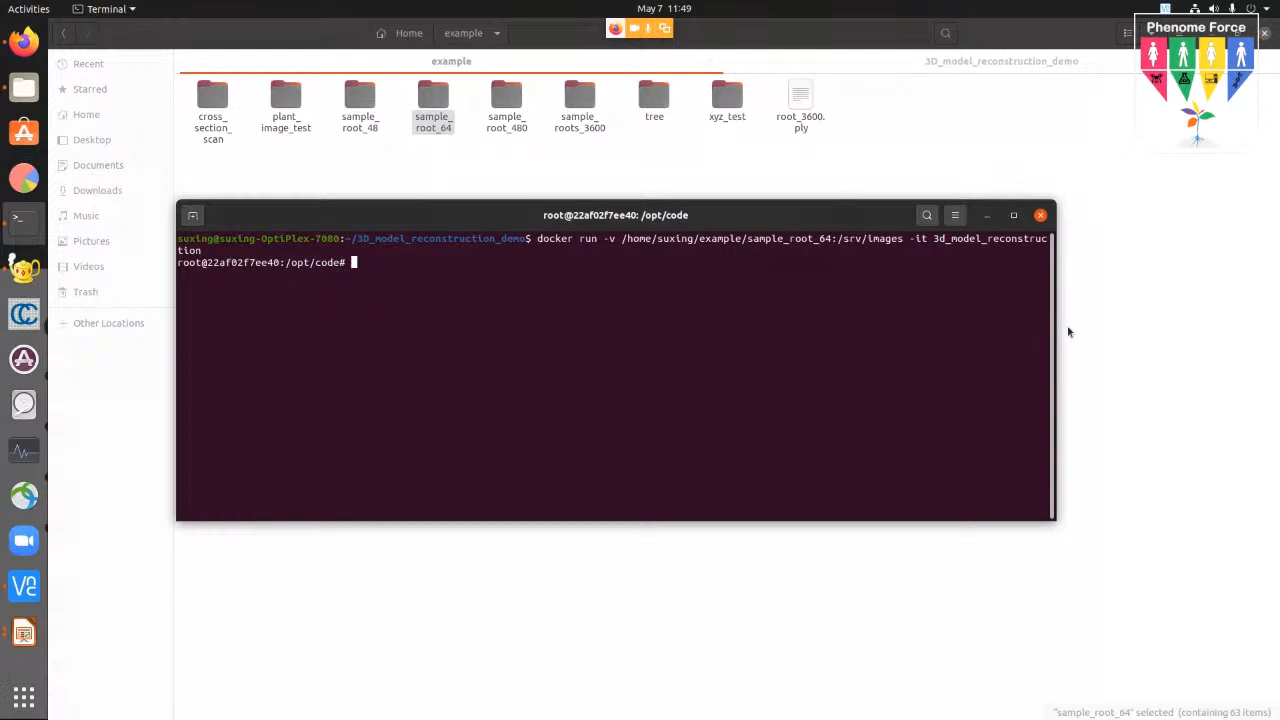 Activities
Terminal
May 7 11:49
Home
example
Phenome Force
example
3D_model_reconstruction_demo
Recent
Starred
Home
Desktop
Documents
Downloads
Music
Pictures
Videos
Trash
Other Locations
cross_
section_
scan
plant_
image_test
sample_
root_48
sample_
root_64
sample_
root_480
sample_
roots_3600
tree
xyz_test
root_3600.
ply
root@22af02f7ee40: /opt/code
suxing@suxing-OptiPlex-7080:~/3D_model_reconstruction_demo$ docker run -v /home/suxing/example/sample_root_64:/srv/images -it 3d_model_reconstruc
tion
root@22af02f7ee40:/opt/code#
"sample_root_64" selected (containing 63 items)